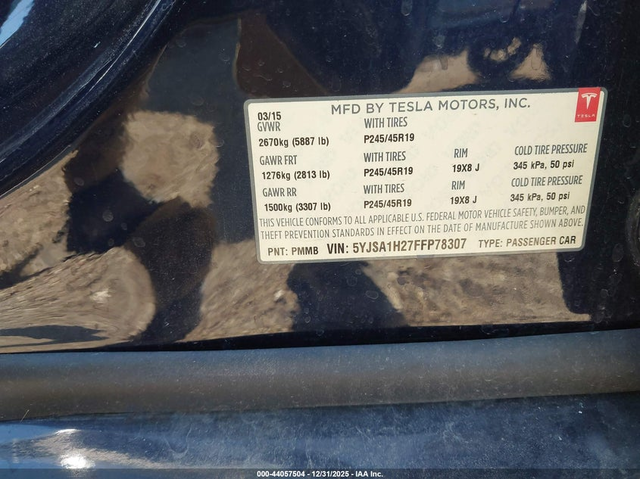 03/15 MFD BY TESLA MOTORS, INC.
GVWR WITH TIRES
2670kg (5887 lb) P245/45R19
GAWR FRT WITH TIRES RIM COLD TIRE PRESSURE
1276kg (2813 lb) P245/45R19 19X8 J 345 kPa, 50 psi
GAWR RR WITH TIRES RIM COLD TIRE PRESSURE
1500kg (3307 lb) P245/45R19 19X8 J 345 kPa, 50 psi
THIS VEHICLE CONFORMS TO ALL APPLICABLE U.S. FEDERAL MOTOR VEHICLE SAFETY, BUMPER, AND
THEFT PREVENTION STANDARDS IN EFFECT ON THE DATE OF MANUFACTURE SHOWN ABOVE.
PNT: PMMB VIN: 5YJSA1H27FFP78307 TYPE: PASSENGER CAR
TESLA
000-44057504 - 12/31/2025 - IAA Inc.